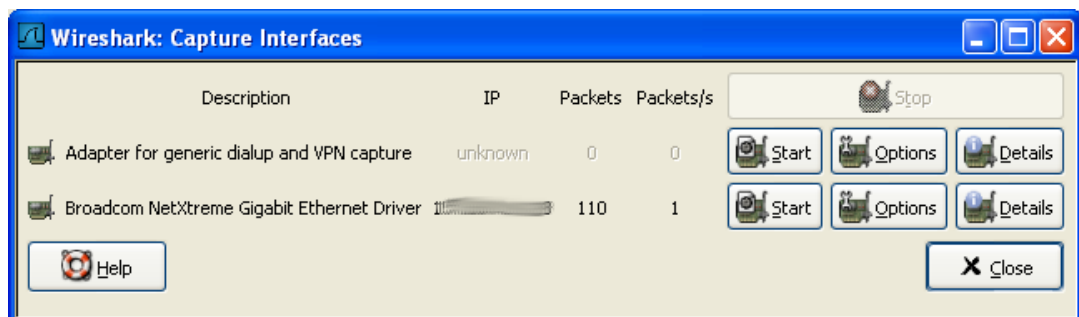 Wireshark: Capture Interfaces
Description IP Packets Packets/s Stop
Adapter for generic dialup and VPN capture unknown 0 0 Start Options Details
Broadcom NetXtreme Gigabit Ethernet Driver 110 1 Start Options Details
Help Close